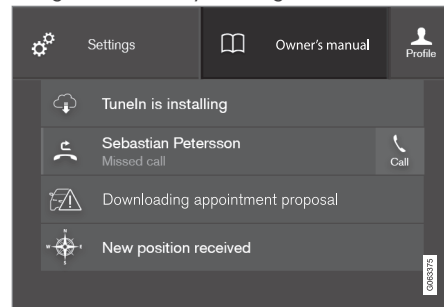 Settings
Owner's manual
Profile
TuneIn is installing
Sebastian Petersson
Missed call
Call
Downloading appointment proposal
New position received
G063375